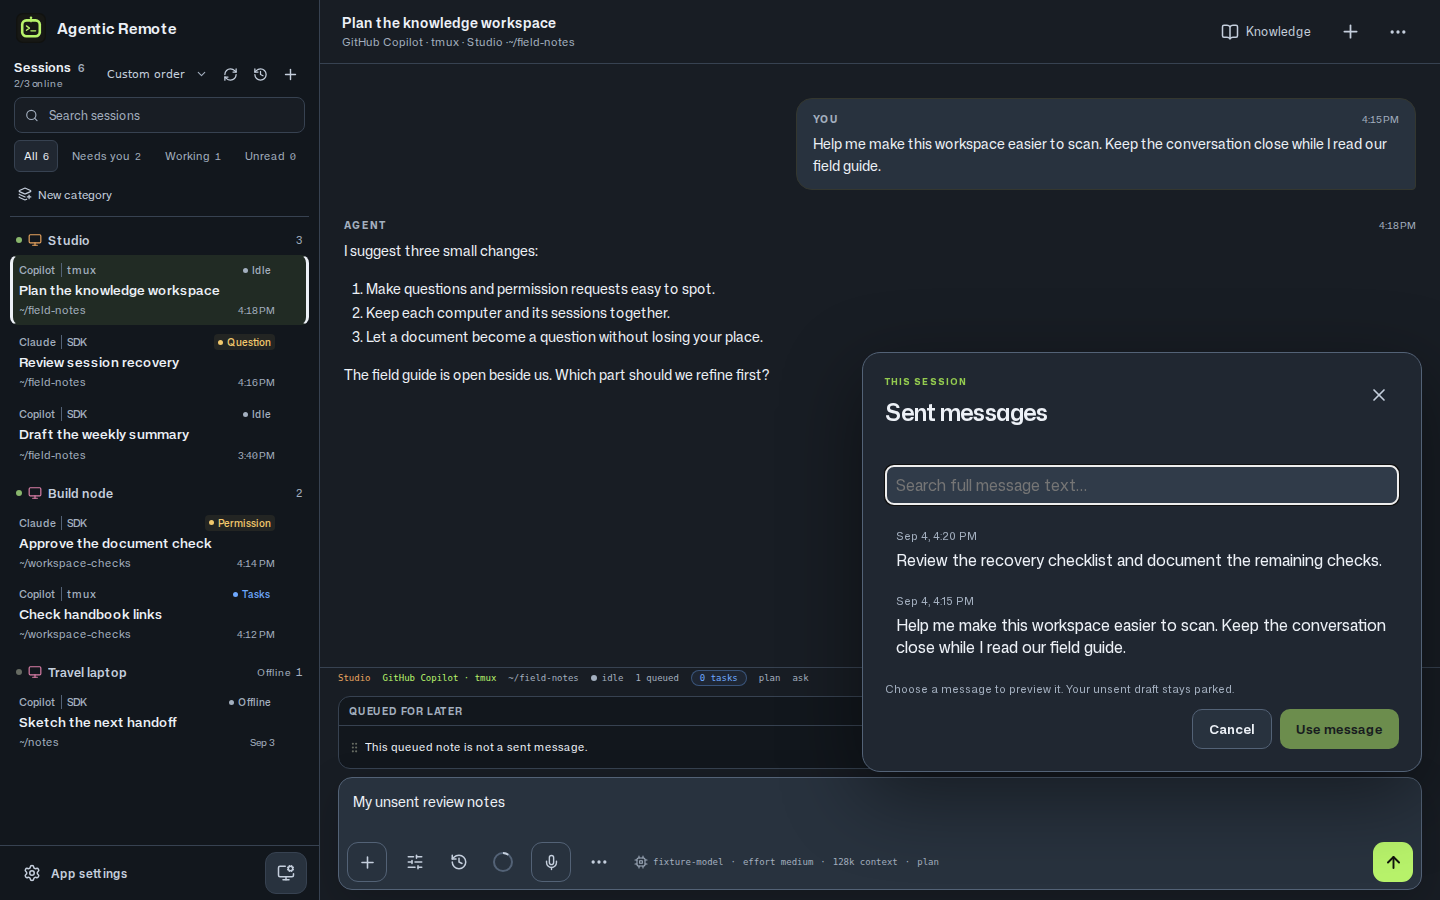 Agentic Remote
Sessions 6
2/3 online
Custom order
Search sessions
All 6
Needs you 2
Working 1
Unread 0
New category
Studio 3
Copilot | tmux
Idle
Plan the knowledge workspace
~/field-notes
4:18 PM
Claude | SDK
Question
Review session recovery
~/field-notes
4:16 PM
Copilot | SDK
Idle
Draft the weekly summary
~/field-notes
3:40 PM
Build node 2
Claude | SDK
Permission
Approve the document check
~/workspace-checks
4:14 PM
Copilot | tmux
Tasks
Check handbook links
~/workspace-checks
4:12 PM
Travel laptop
Offline 1
Copilot | SDK
Offline
Sketch the next handoff
~/notes
Sep 3
App settings
Plan the knowledge workspace
GitHub Copilot · tmux · Studio · ~/field-notes
Knowledge
YOU
4:15 PM
Help me make this workspace easier to scan. Keep the conversation close while I read our
field guide.
AGENT
4:18 PM
I suggest three small changes:
1. Make questions and permission requests easy to spot.
2. Keep each computer and its sessions together.
3. Let a document become a question without losing your place.
The field guide is open beside us. Which part should we refine first?
THIS SESSION
Sent messages
Search full message text...
Sep 4, 4:20 PM
Review the recovery checklist and document the remaining checks.
Sep 4, 4:15 PM
Help me make this workspace easier to scan. Keep the conversation
close while I read our field guide.
Choose a message to preview it. Your unsent draft stays parked.
Cancel
Use message
Studio GitHub Copilot · tmux ~/field-notes idle 1 queued 0 tasks plan ask
QUEUED FOR LATER
This queued note is not a sent message.
My unsent review notes
fixture-model · effort medium · 128k context · plan